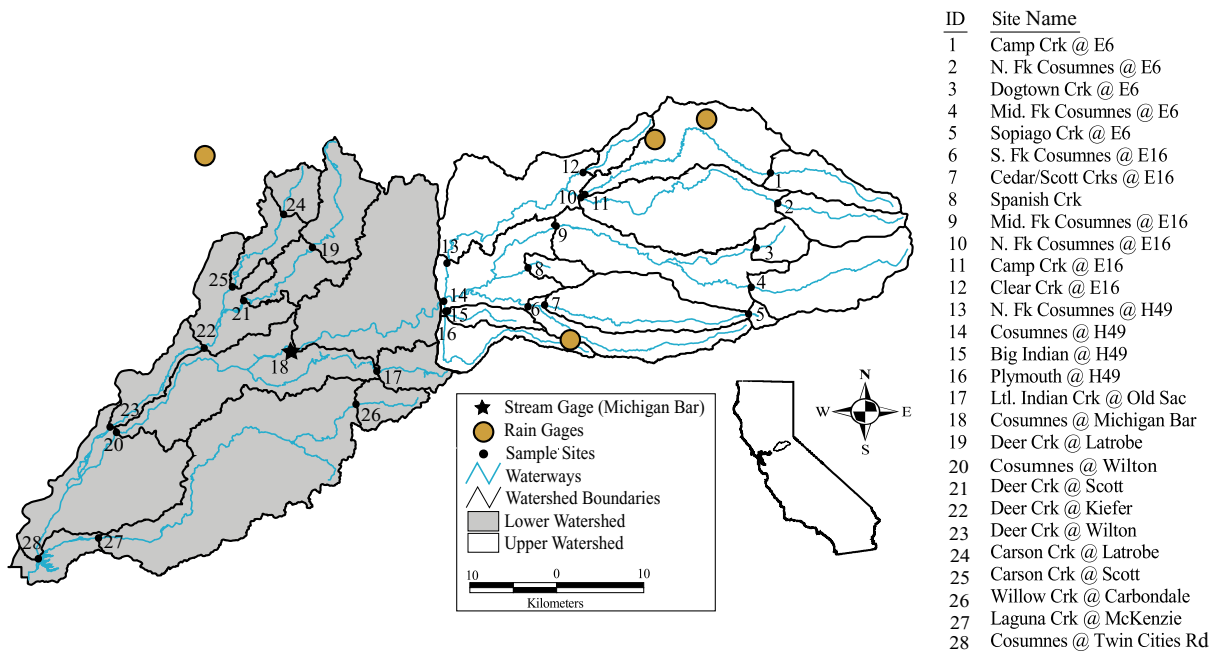 ID Site Name
1 Camp Crk @ E6
2 N. Fk Cosumnes @ E6
3 Dogtown Crk @ E6
4 Mid. Fk Cosumnes @ E6
5 Sopiago Crk @ E6
6 S. Fk Cosumnes @ E16
7 Cedar/Scott Crks @ E16
8 Spanish Crk
9 Mid. Fk Cosumnes @ E16
10 N. Fk Cosumnes @ E16
11 Camp Crk @ E16
12 Clear Crk @ E16
13 N. Fk Cosumnes @ H49
14 Cosumnes @ H49
15 Big Indian @ H49
16 Plymouth @ H49
17 Ltl. Indian Crk @ Old Sac
18 Cosumnes @ Michigan Bar
19 Deer Crk @ Latrobe
20 Cosumnes @ Wilton
21 Deer Crk @ Scott
22 Deer Crk @ Kiefer
23 Deer Crk @ Wilton
24 Carson Crk @ Latrobe
25 Carson Crk @ Scott
26 Willow Crk @ Carbondale
27 Laguna Crk @ McKenzie
28 Cosumnes @ Twin Cities Rd
12
1
10
11
2
24
9
19
13
3
8
25
4
14
21
6
7
15
5
22
6
18
17
26
23
20
28
27
Stream Gage (Michigan Bar)
Rain Gages
Sample Sites
Waterways
Watershed Boundaries
Lower Watershed
Upper Watershed
10 0 10
Kilometers
N
W E
S